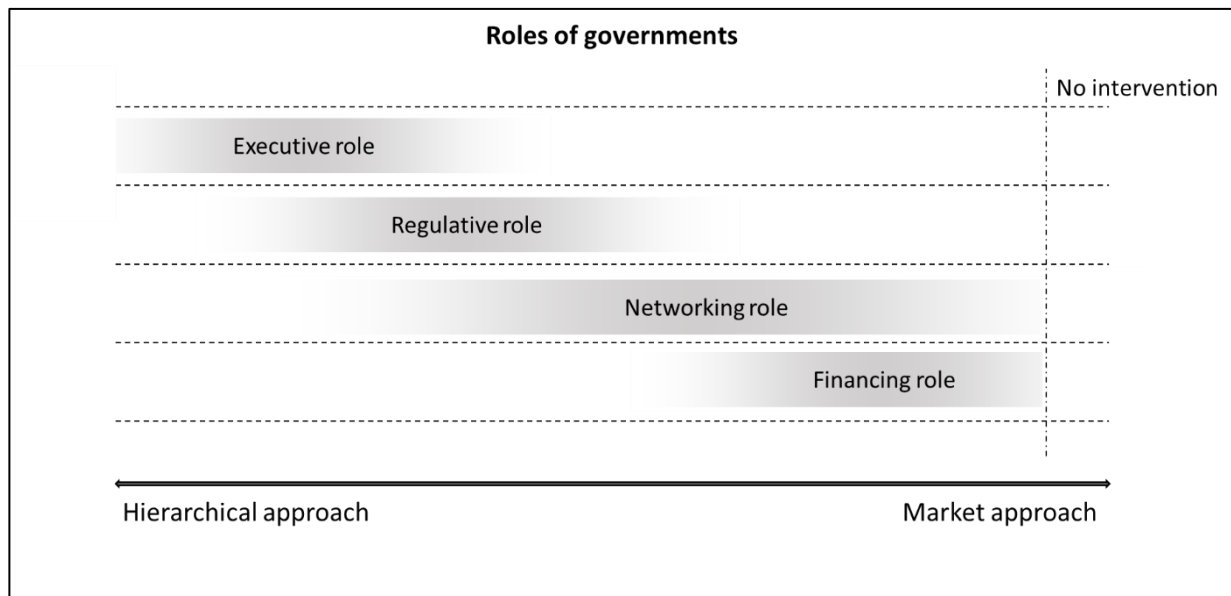 Roles of governments
No intervention
Executive role
Regulative role
Networking role
Financing role
Hierarchical approach
Market approach